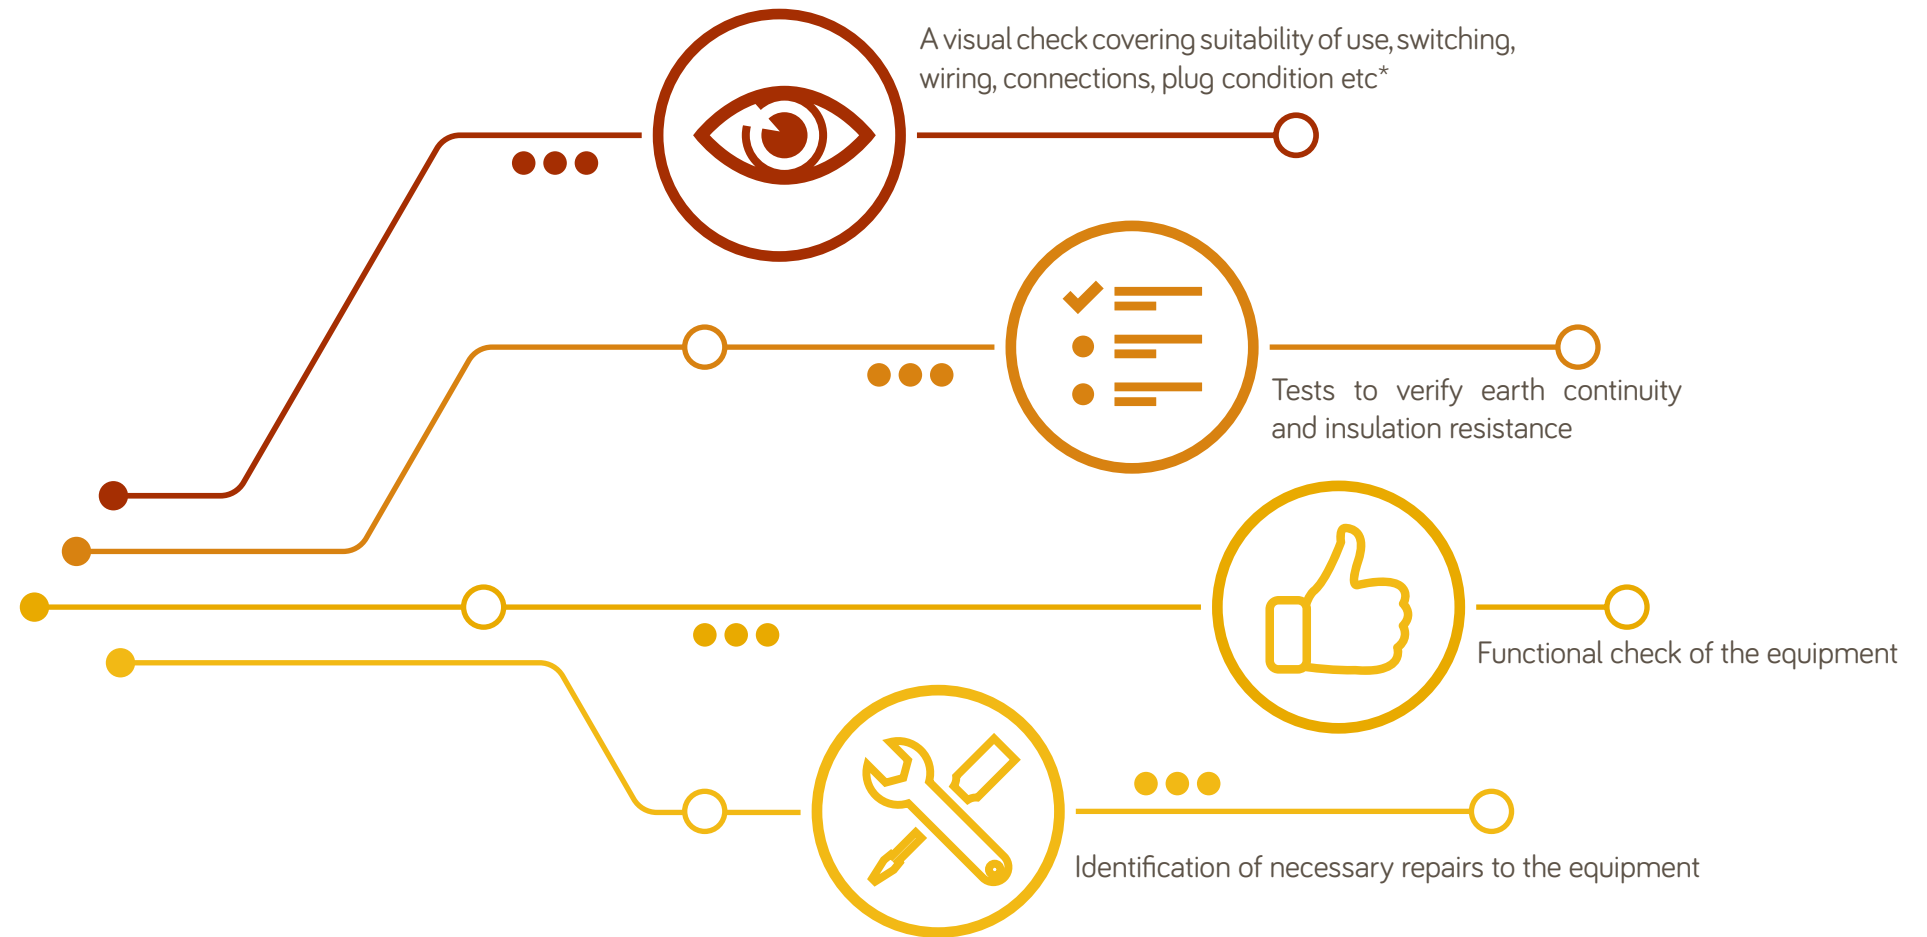 A visual check covering suitability of use, switching,
wiring, connections, plug condition etc*
Tests to verify earth continuity
and insulation resistance
Functional check of the equipment
Identification of necessary repairs to the equipment